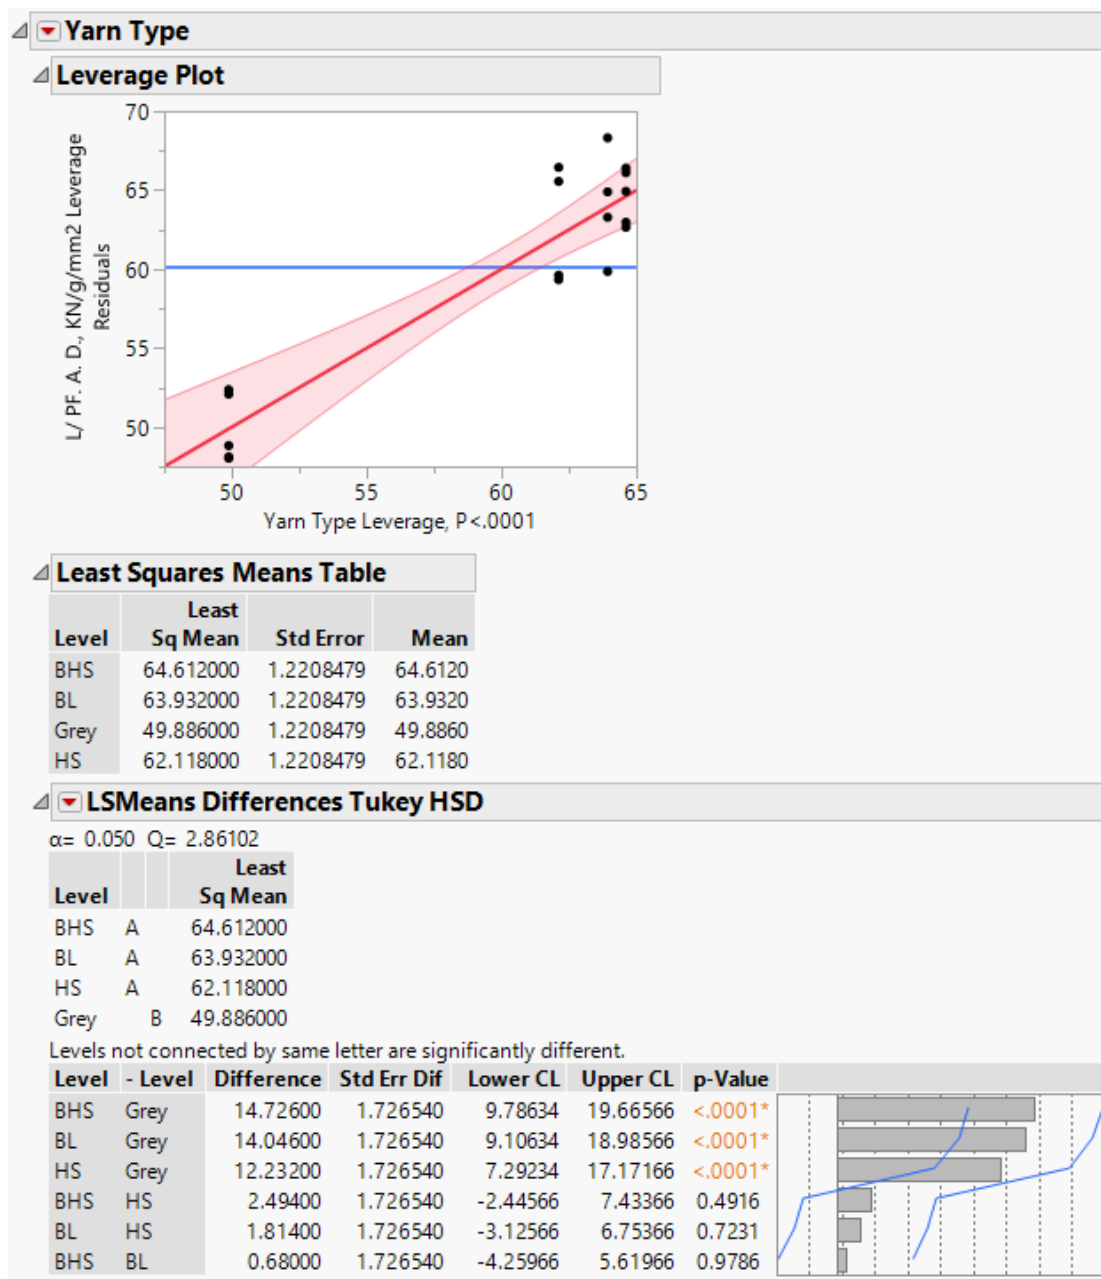 Yarn Type
Leverage Plot
L/ PF. A. D., KN/g/mm2 Leverage
Residuals
70
65
60
55
50
50 55 60 65
Yarn Type Leverage, P<.0001
Least Squares Means Table
Least
Level Sq Mean Std Error Mean
BHS 64.612000 1.2208479 64.6120
BL 63.932000 1.2208479 63.9320
Grey 49.886000 1.2208479 49.8860
HS 62.118000 1.2208479 62.1180
LSMeans Differences Tukey HSD
α= 0.050 Q= 2.86102
Least
Level Sq Mean
BHS A 64.612000
BL A 63.932000
HS A 62.118000
Grey B 49.886000
Levels not connected by same letter are significantly different.
Level - Level Difference Std Err Dif Lower CL Upper CL p-Value
BHS Grey 14.72600 1.726540 9.78634 19.66566 <.0001*
BL Grey 14.04600 1.726540 9.10634 18.98566 <.0001*
HS Grey 12.23200 1.726540 7.29234 17.17166 <.0001*
BHS HS 2.49400 1.726540 -2.44566 7.43366 0.4916
BL HS 1.81400 1.726540 -3.12566 6.75366 0.7231
BHS BL 0.68000 1.726540 -4.25966 5.61966 0.9786